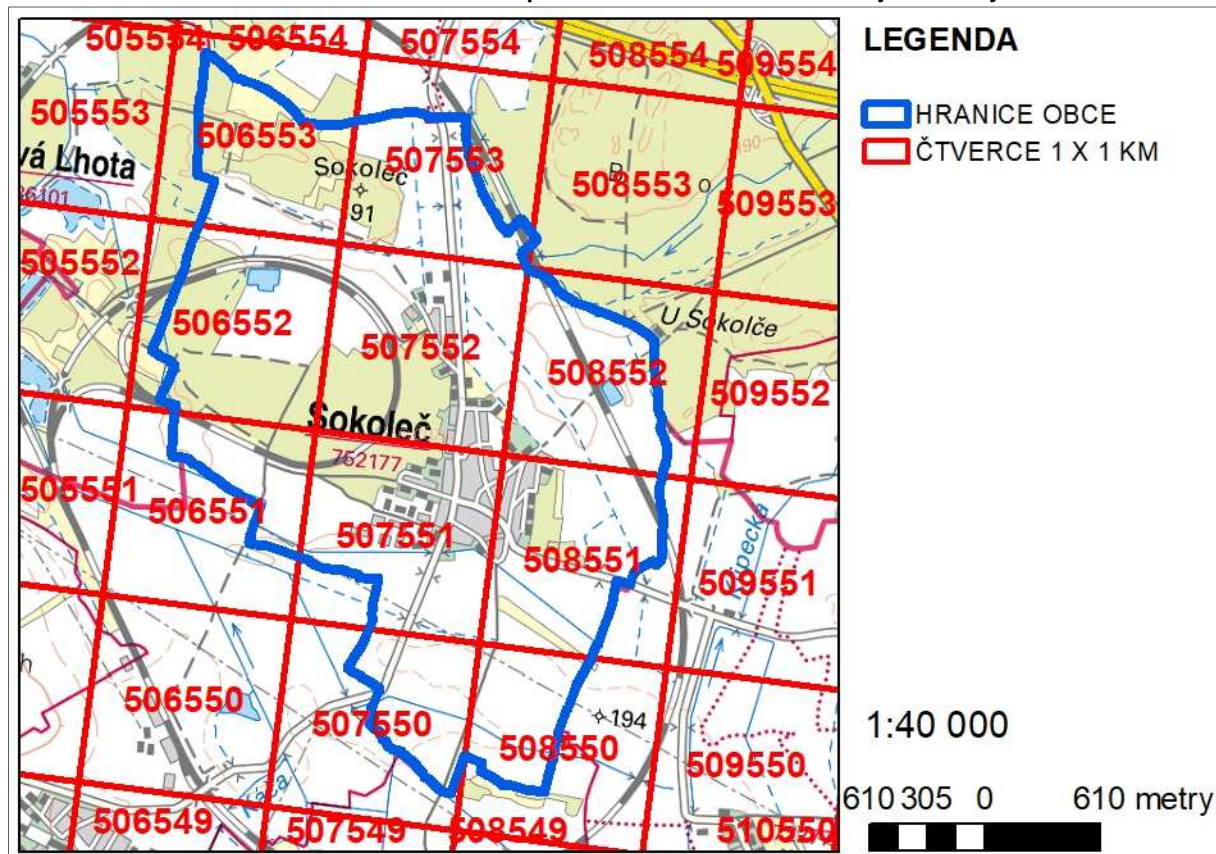 LEGENDA
HRANICE OBCE
ČTVERCE 1 X 1 KM
1:40 000
610 305 0 610 metry
505554 506554 507554 508554 509554
505553 506553 507553 508553 509553
vá Lhota
Sokoleč
91
B
o
190
505552 506552 507552 508552 509552
U Sokolče
Sokoleč
752177
505551 506551 507551 508551 509551
506550 507550 508550 509550
194
506549 507549 508549 510550